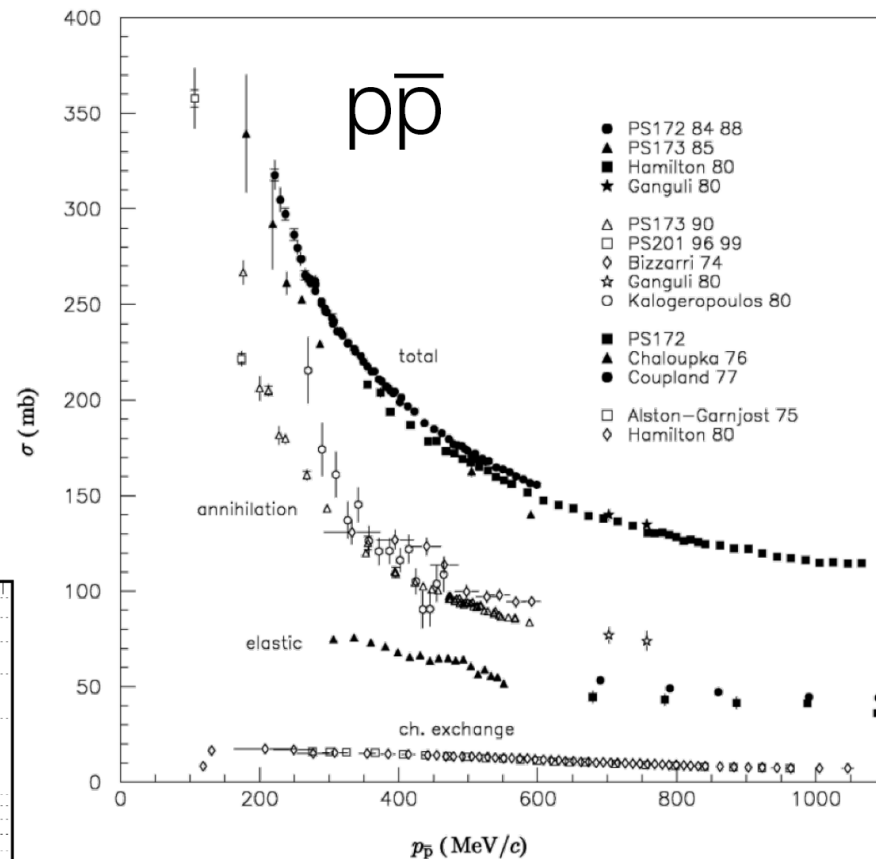 400
350
300
250
200
150
100
50
0
σ (mb)
pp̅
● PS172 84 88
▲ PS173 85
■ Hamilton 80
★ Ganguli 80
△ PS173 90
□ PS201 96 99
◇ Bizzarri 74
☆ Ganguli 80
○ Kalogeropoulos 80
■ PS172
▲ Chaloupka 76
● Coupland 77
□ Alston-Garnjost 75
◇ Hamilton 80
total
annihilation
elastic
ch. exchange
0 200 400 600 800 1000
p_p̅ (MeV/c)